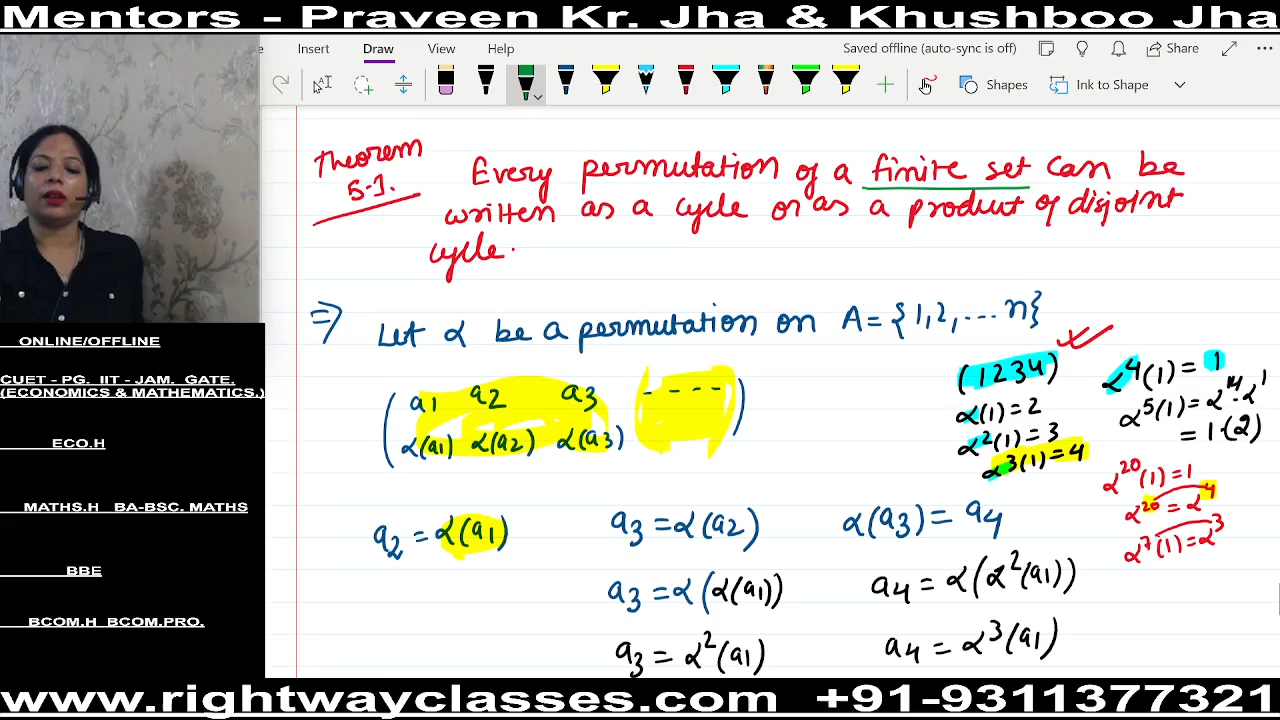 Mentors - Praveen Kr. Jha & Khushboo Jha
Insert Draw View Help Saved offline (auto-sync is off) Share
Shapes Ink to Shape
Theorem 5.1. Every permutation of a finite set can be
written as a cycle or as a product of disjoint
cycle.
⇒ Let α be a permutation on A = {1,2,...n}
( a1 a2 a3 ---- )
( α(a1) α(a2) α(a3) )
(1234)
α(1)=2
α²(1)=3
α³(1)=4
α⁴(1)=1
α⁵(1)=α⁴·α¹
=1·(2)
α²⁰(1)=1
α²⁰=α⁴
α⁷(1)=α³
a2 = α(a1) a3 = α(a2) α(a3) = a4
a3 = α(α(a1)) a4 = α(α²(a1))
a3 = α²(a1) a4 = α³(a1)
ONLINE/OFFLINE
CUET - PG. IIT - JAM. GATE.
(ECONOMICS & MATHEMATICS.)
ECO.H
MATHS.H BA-BSC. MATHS
BBE
BCOM.H BCOM.PRO.
www.rightwayclasses.com +91-9311377321